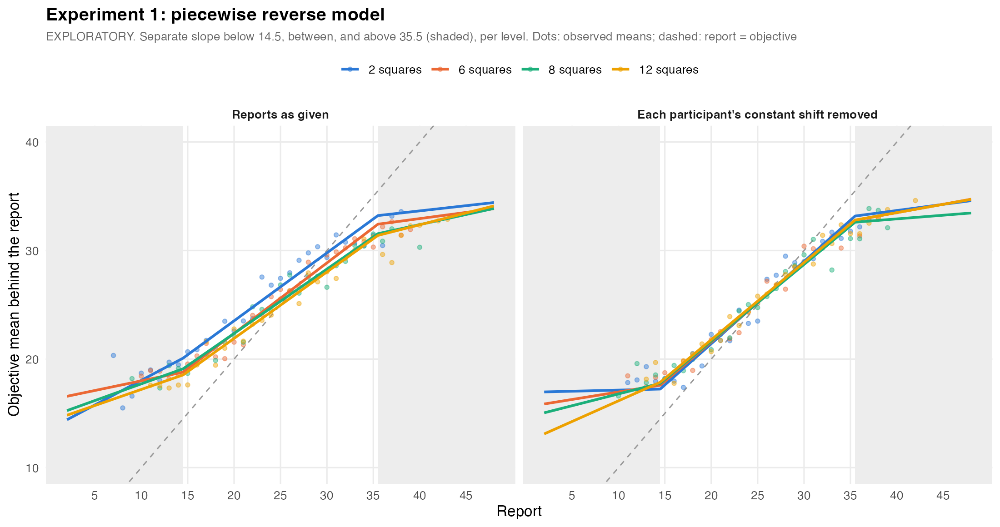 Experiment 1: piecewise reverse model
EXPLORATORY. Separate slope below 14.5, between, and above 35.5 (shaded), per level. Dots: observed means; dashed: report = objective
2 squares 6 squares 8 squares 12 squares
Reports as given Each participant's constant shift removed
Objective mean behind the report
40
30
20
10
5 10 15 20 25 30 35 40 45 5 10 15 20 25 30 35 40 45
Report